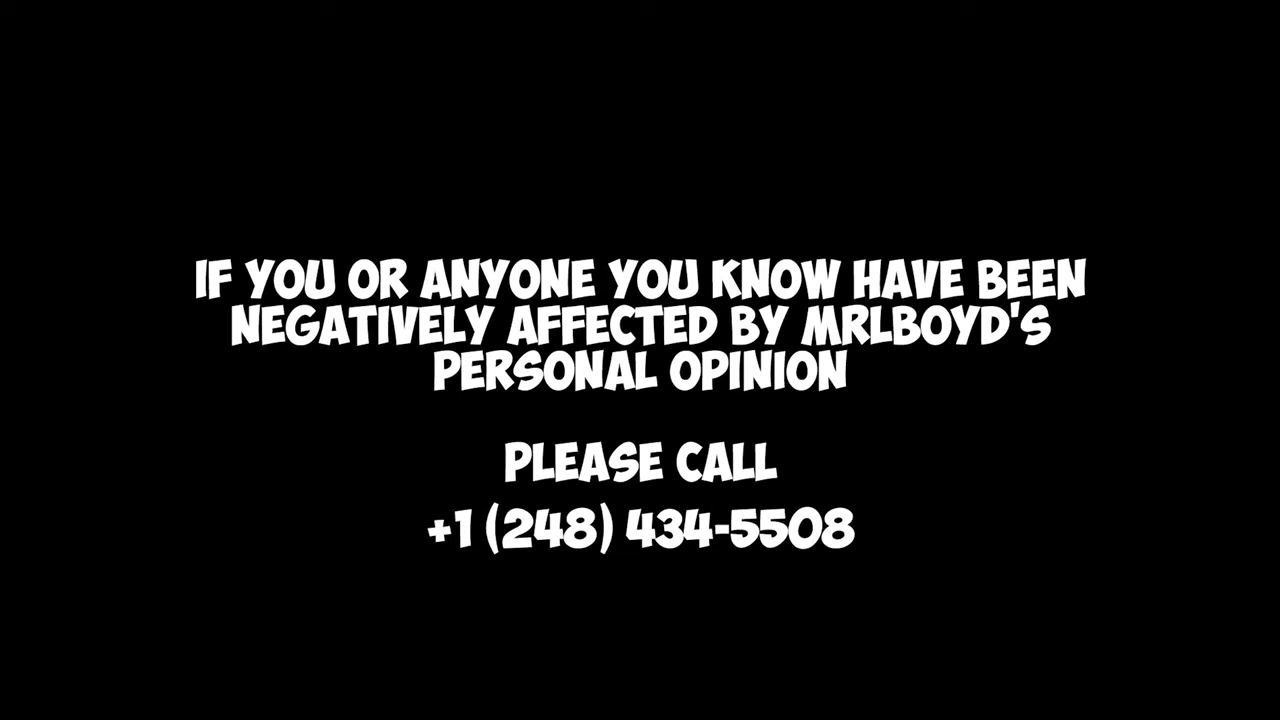 IF YOU OR ANYONE YOU KNOW HAVE BEEN
NEGATIVELY AFFECTED BY MRLBOYD'S
PERSONAL OPINION
PLEASE CALL
+1 (248) 434-5508